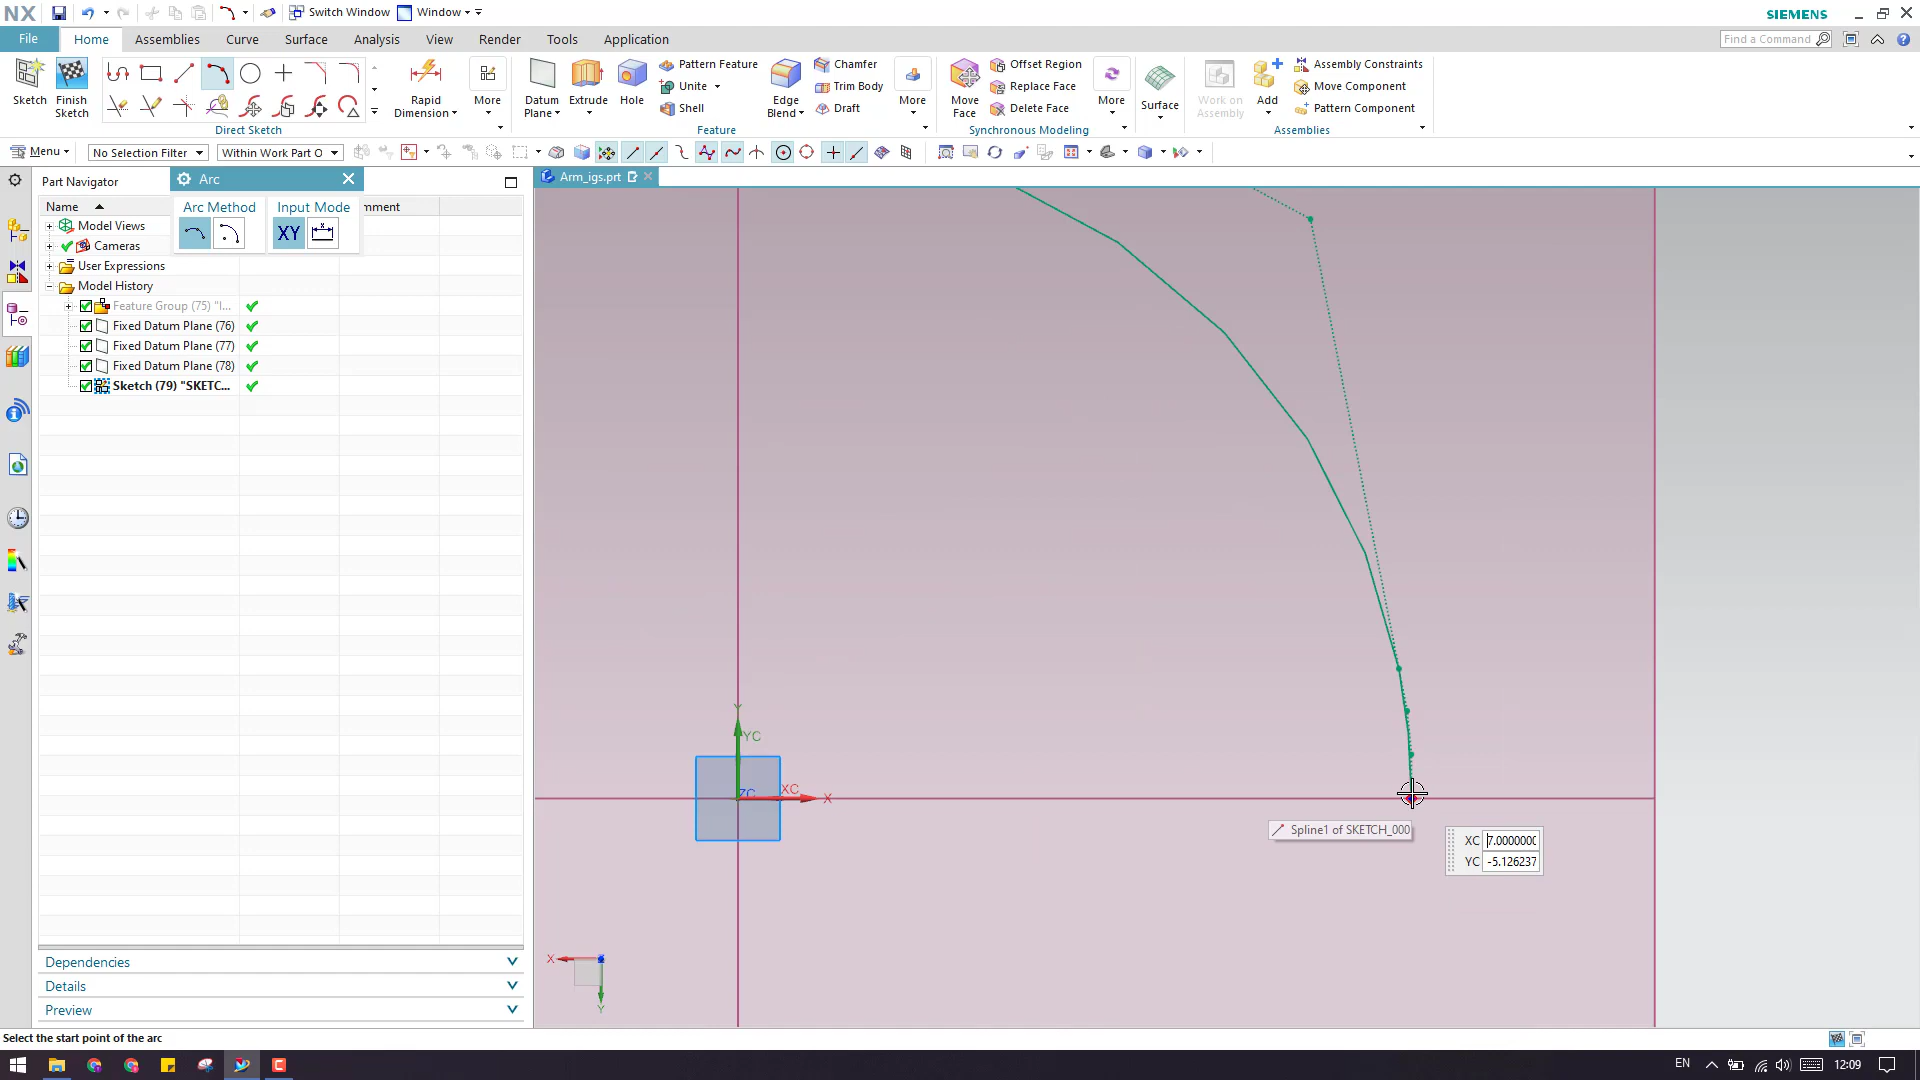 NX
Switch Window
Window
SIEMENS
File
Home
Assemblies
Curve
Surface
Analysis
View
Render
Tools
Application
Find a Command
Sketch
Finish
Sketch
Rapid
Dimension
More
Direct Sketch
Datum
Plane
Extrude
Hole
Pattern Feature
Unite
Shell
Edge
Blend
Chamfer
Trim Body
Draft
More
Feature
Move
Face
Offset Region
Replace Face
Delete Face
More
Synchronous Modeling
Surface
Work on
Assembly
Add
Assembly Constraints
Move Component
Pattern Component
Assemblies
Menu
No Selection Filter
Within Work Part O
Part Navigator
Arc
Arm_igs.prt
Name
mment
Arc Method
Input Mode
XY
Model Views
Cameras
User Expressions
Model History
Feature Group (75) "I...
Fixed Datum Plane (76)
Fixed Datum Plane (77)
Fixed Datum Plane (78)
Sketch (79) "SKETC...
Y
YC
ZC
XC
X
Spline1 of SKETCH_000
XC 7.0000000
YC -5.126237
X
Y
Dependencies
Details
Preview
Select the start point of the arc
EN
12:09